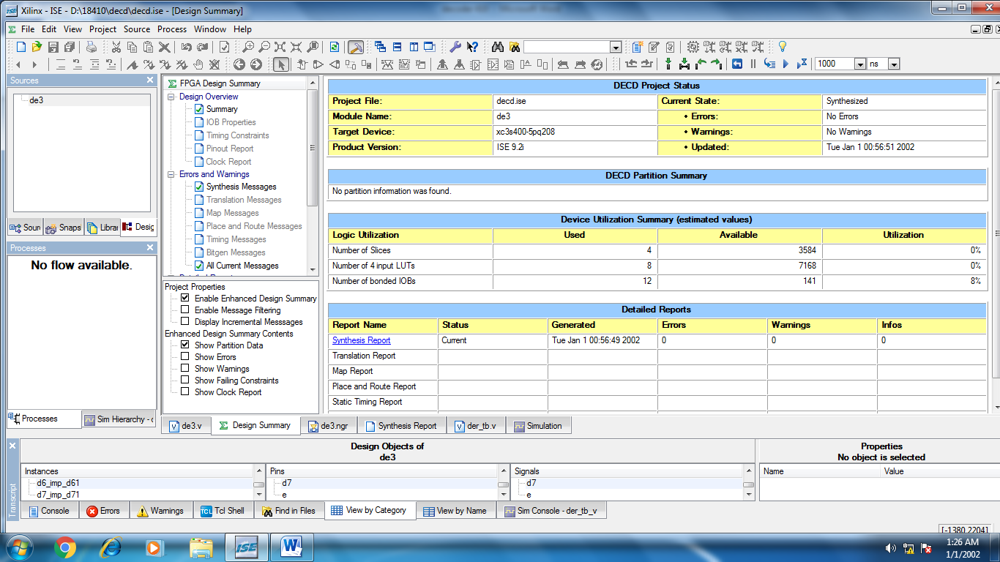 Xilinx - ISE - D:\18410\decd\decd.ise - [Design Summary]
File Edit View Project Source Process Window Help
1000 ns
Sources
de3
Sour Snaps Librar Desig
Processes
No flow available.
Processes Sim Hierarchy -
FPGA Design Summary
Design Overview
Summary
IOB Properties
Timing Constraints
Pinout Report
Clock Report
Errors and Warnings
Synthesis Messages
Translation Messages
Map Messages
Place and Route Messages
Timing Messages
Bitgen Messages
All Current Messages
Project Properties
Enable Enhanced Design Summary
Enable Message Filtering
Display Incremental Messsages
Enhanced Design Summary Contents
Show Partition Data
Show Errors
Show Warnings
Show Failing Constraints
Show Clock Report
DECD Project Status
Project File: decd.ise Current State: Synthesized
Module Name: de3 • Errors: No Errors
Target Device: xc3s400-5pq208 • Warnings: No Warnings
Product Version: ISE 9.2i • Updated: Tue Jan 1 00:56:51 2002
DECD Partition Summary
No partition information was found.
Device Utilization Summary (estimated values)
Logic Utilization Used Available Utilization
Number of Slices 4 3584 0%
Number of 4 input LUTs 8 7168 0%
Number of bonded IOBs 12 141 8%
Detailed Reports
Report Name Status Generated Errors Warnings Infos
Synthesis Report Current Tue Jan 1 00:56:49 2002 0 0 0
Translation Report
Map Report
Place and Route Report
Static Timing Report
de3.v Design Summary de3.ngr Synthesis Report der_tb.v Simulation
Transcript
Design Objects of
de3
Properties
No object is selected
Instances Pins Signals Name Value
d6_imp_d61 d7 d7
d7_imp_d71 e e
Console Errors Warnings Tcl Shell Find in Files View by Category View by Name Sim Console - der_tb_v
[-1380,2204]
ISE
1:26 AM
1/1/2002